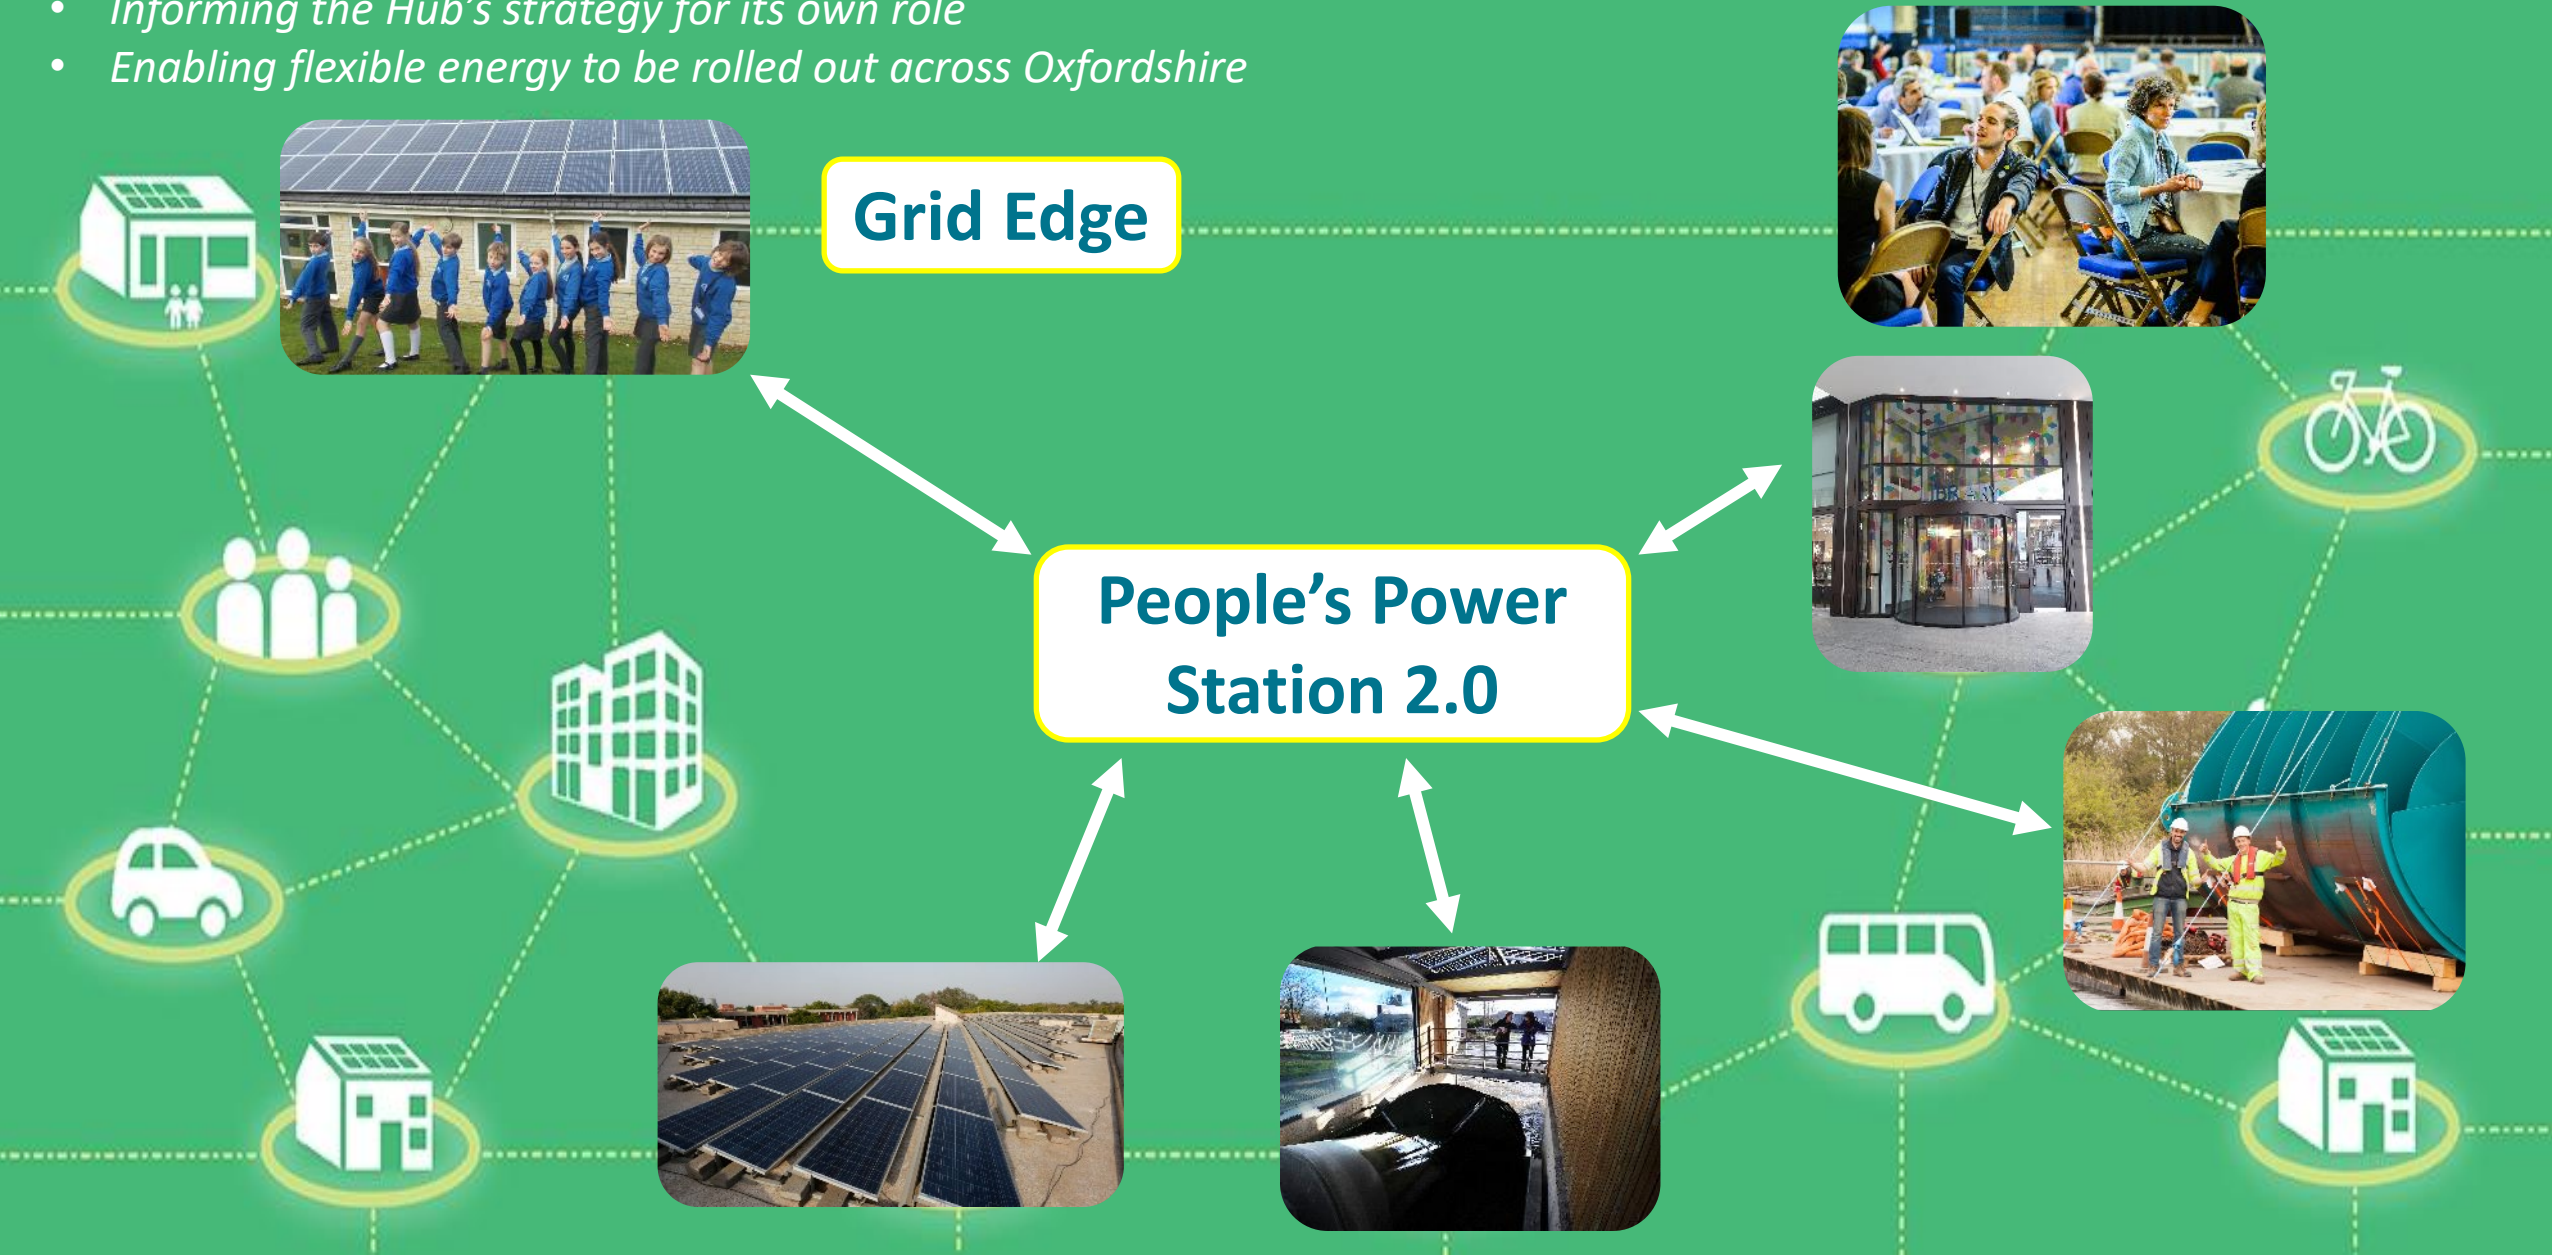 • Informing the Hub's strategy for its own role
• Enabling flexible energy to be rolled out across Oxfordshire
Grid Edge
LIBRARY
People’s Power
Station 2.0